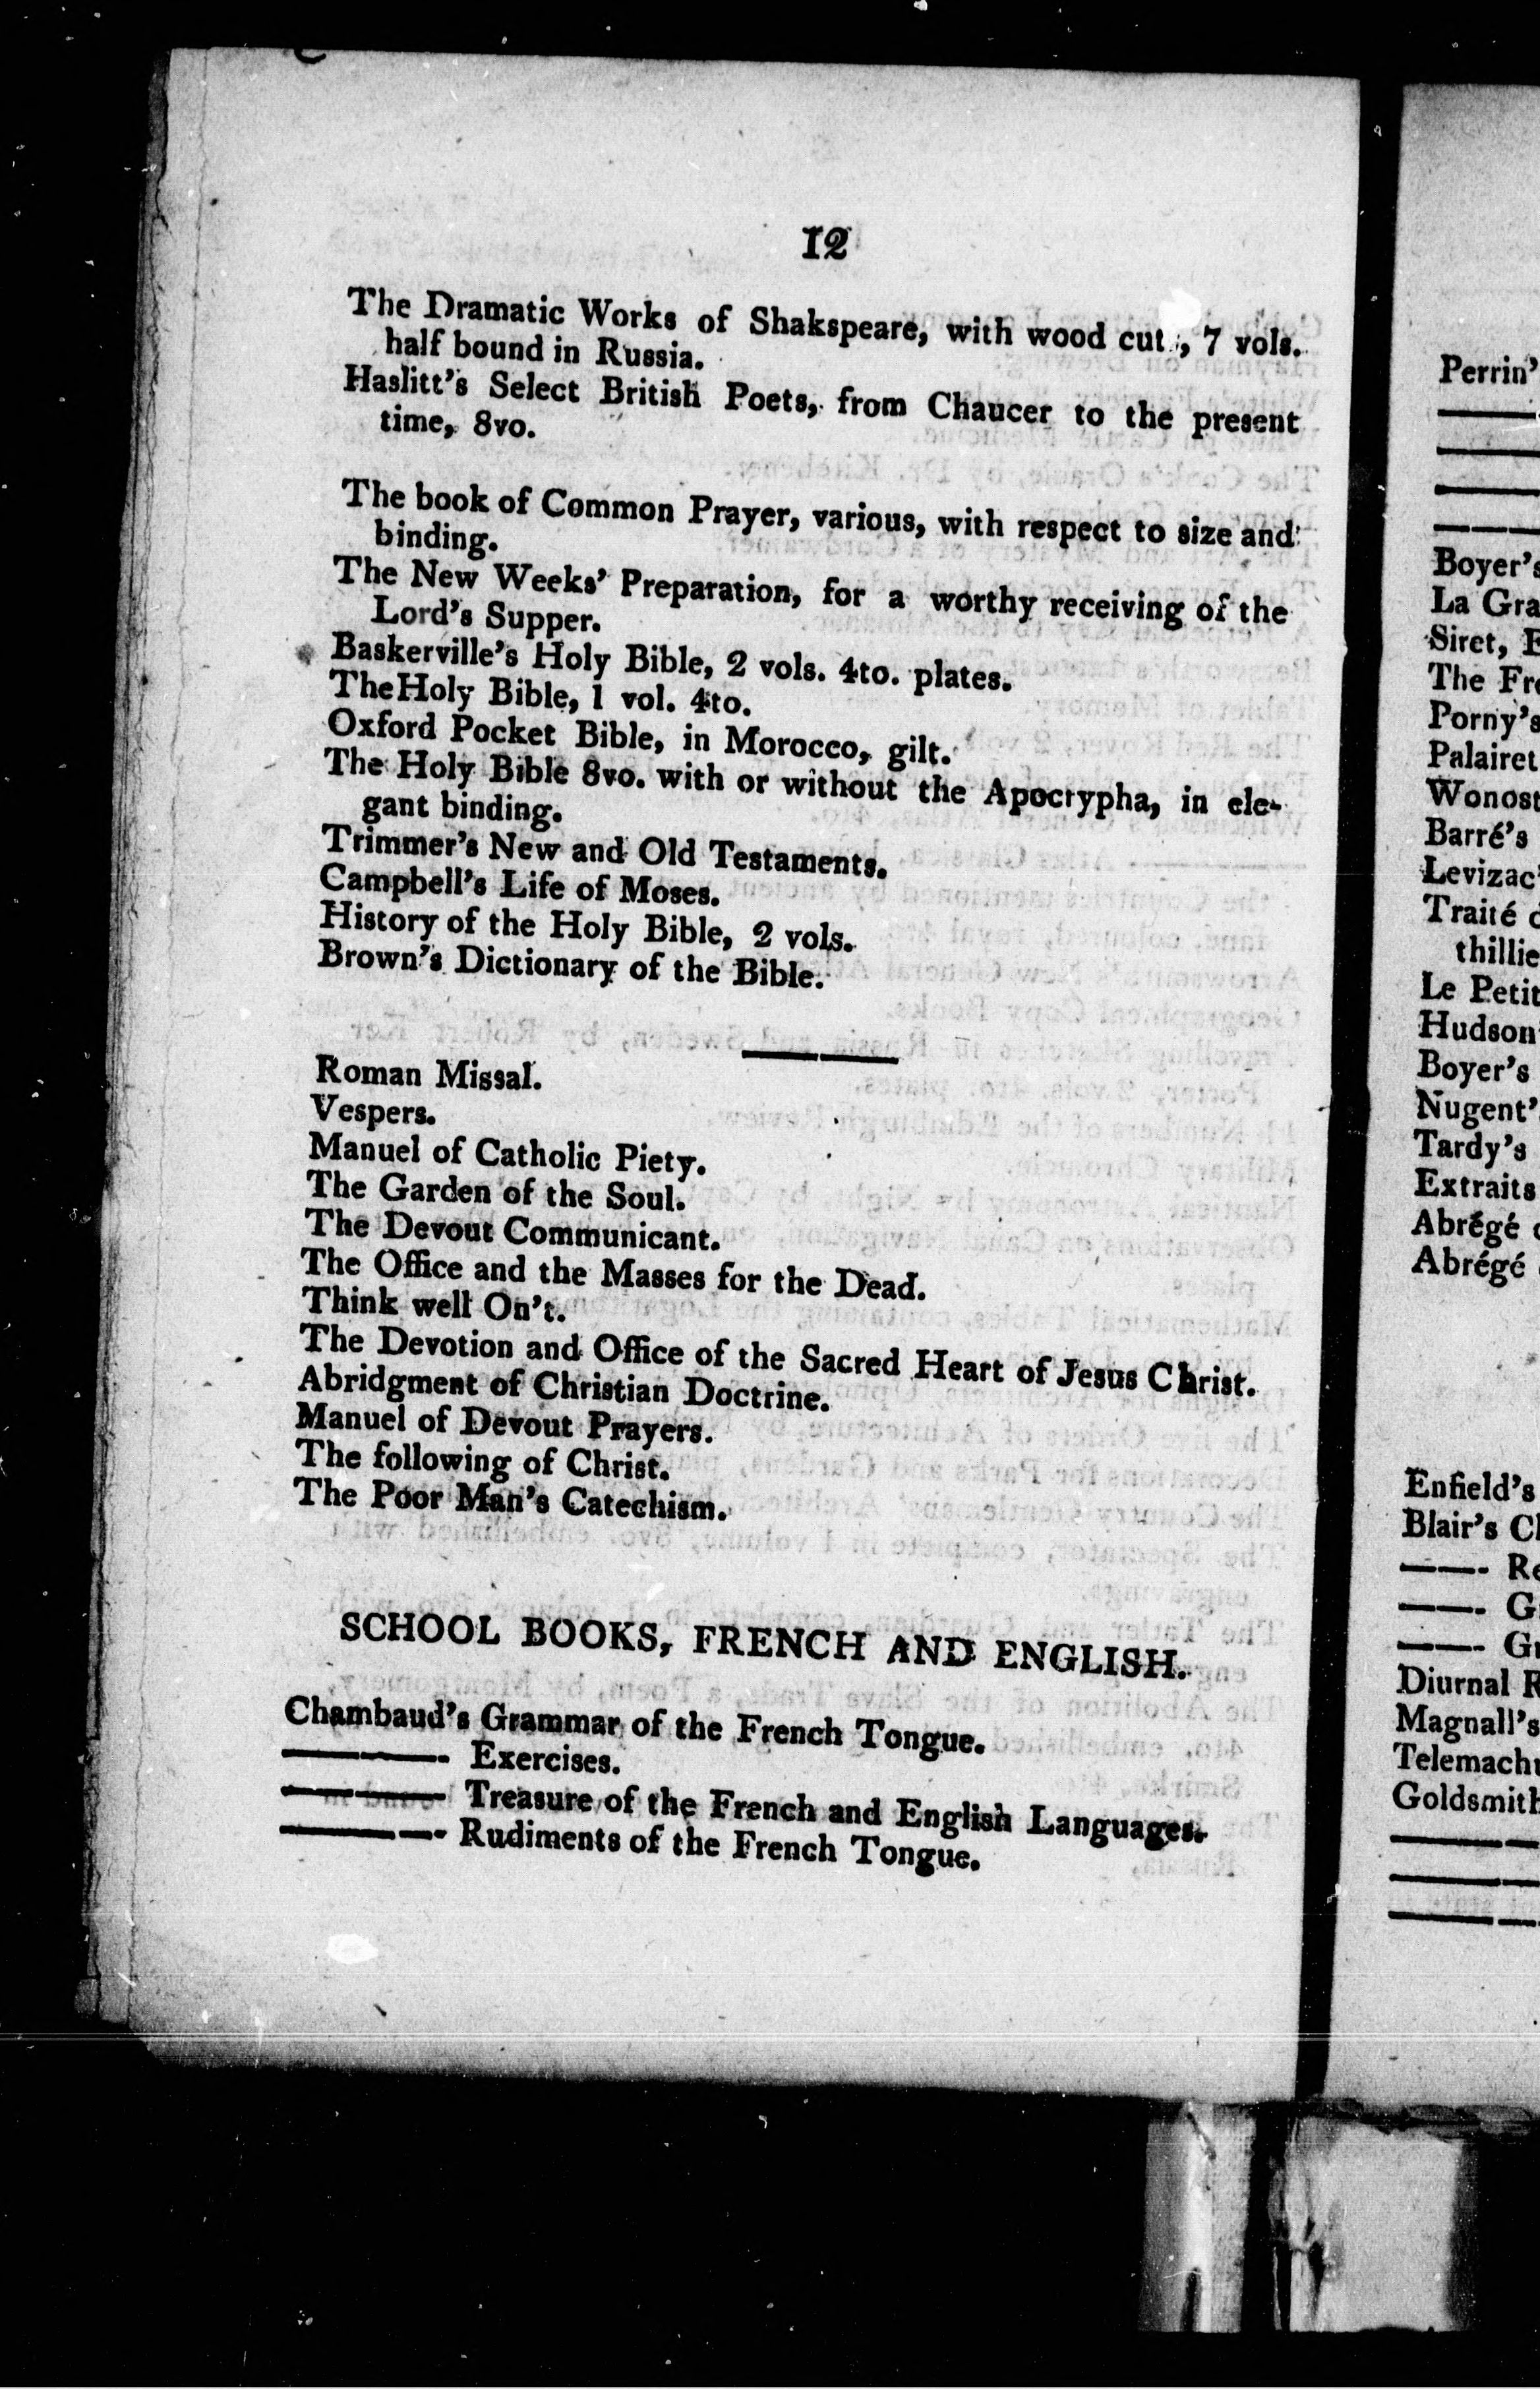 12
The Dramatic Works of Shakspeare, with wood cut, 7 vols.
half bound in Russia.
Haslitt's Select British Poets, from Chaucer to the present
time, 8vo.
The book of Common Prayer, various, with respect to size and
binding.
The New Weeks' Preparation, for a worthy receiving of the
Lord's Supper.
Baskerville's Holy Bible, 2 vols. 4to. plates.
The Holy Bible, 1 vol. 4to.
Oxford Pocket Bible, in Morocco, gilt.
The Holy Bible 8vo. with or without the Apocrypha, in ele-
gant binding.
Trimmer's New and Old Testaments.
Campbell's Life of Moses.
History of the Holy Bible, 2 vols.
Brown's Dictionary of the Bible.
Roman Missal.
Vespers.
Manuel of Catholic Piety.
The Garden of the Soul.
The Devout Communicant.
The Office and the Masses for the Dead.
Think well On't.
The Devotion and Office of the Sacred Heart of Jesus Christ.
Abridgment of Christian Doctrine.
Manuel of Devout Prayers.
The following of Christ.
The Poor Man's Catechism.
SCHOOL BOOKS, FRENCH AND ENGLISH.
Chambaud's Grammar of the French Tongue.
———— Exercises.
———— Treasure of the French and English Languages.
———— Rudiments of the French Tongue.
Perrin'
Boyer's
La Gra
Siret, E
The Fre
Porny's
Palairet
Wonost
Barré's
Levizac'
Traité d
thillie
Le Petit
Hudson'
Boyer's
Nugent'
Tardy's
Extraits
Abrégé
Abrégé
Enfield's
Blair's Cl
——— Re
——— G
——— Gr
Diurnal R
Magnall's
Telemachu
Goldsmith